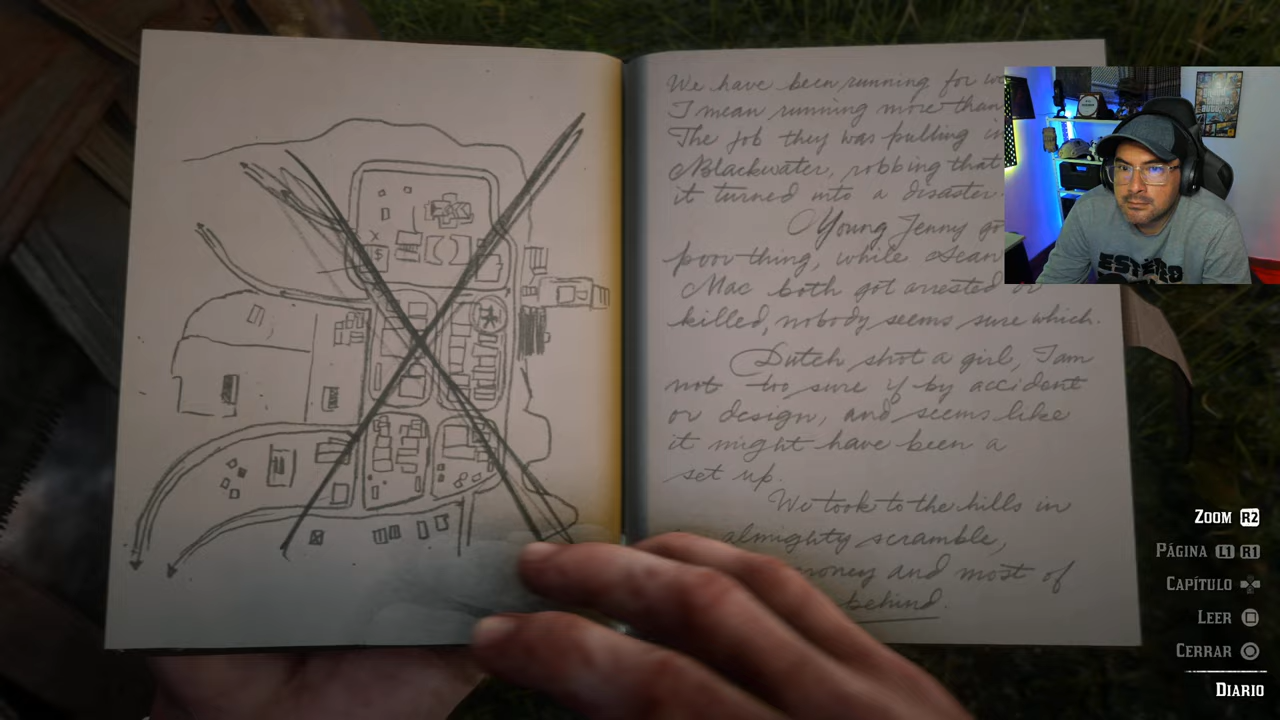 We have been running for
I mean running more than
The job they was pulling
Blackwater, robbing that
it turned into a disaster.
Young Jenny
poor thing, while Sean
Mac both got arrested or
killed, nobody seems sure which.
Dutch shot a girl, I am
not too sure if by accident
or design, and seems like
it might have been a
set up.
We took to the hills in
almighty scramble,
money and most of
behind.
$
ZOOM R2
PÁGINA L1 R1
CAPÍTULO
LEER
CERRAR
DIARIO